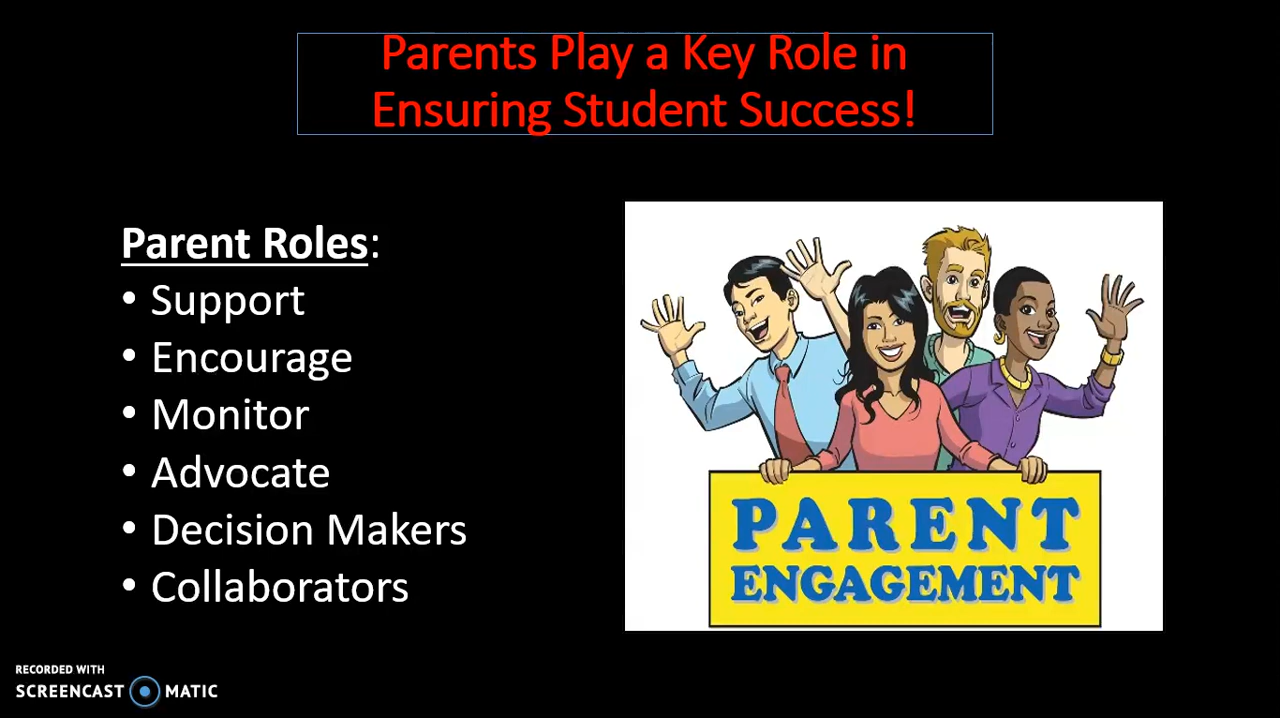 Parents Play a Key Role in
Ensuring Student Success!
Parent Roles:
• Support
• Encourage
• Monitor
• Advocate
• Decision Makers
• Collaborators
PARENT
ENGAGEMENT
RECORDED WITH
SCREENCAST MATIC